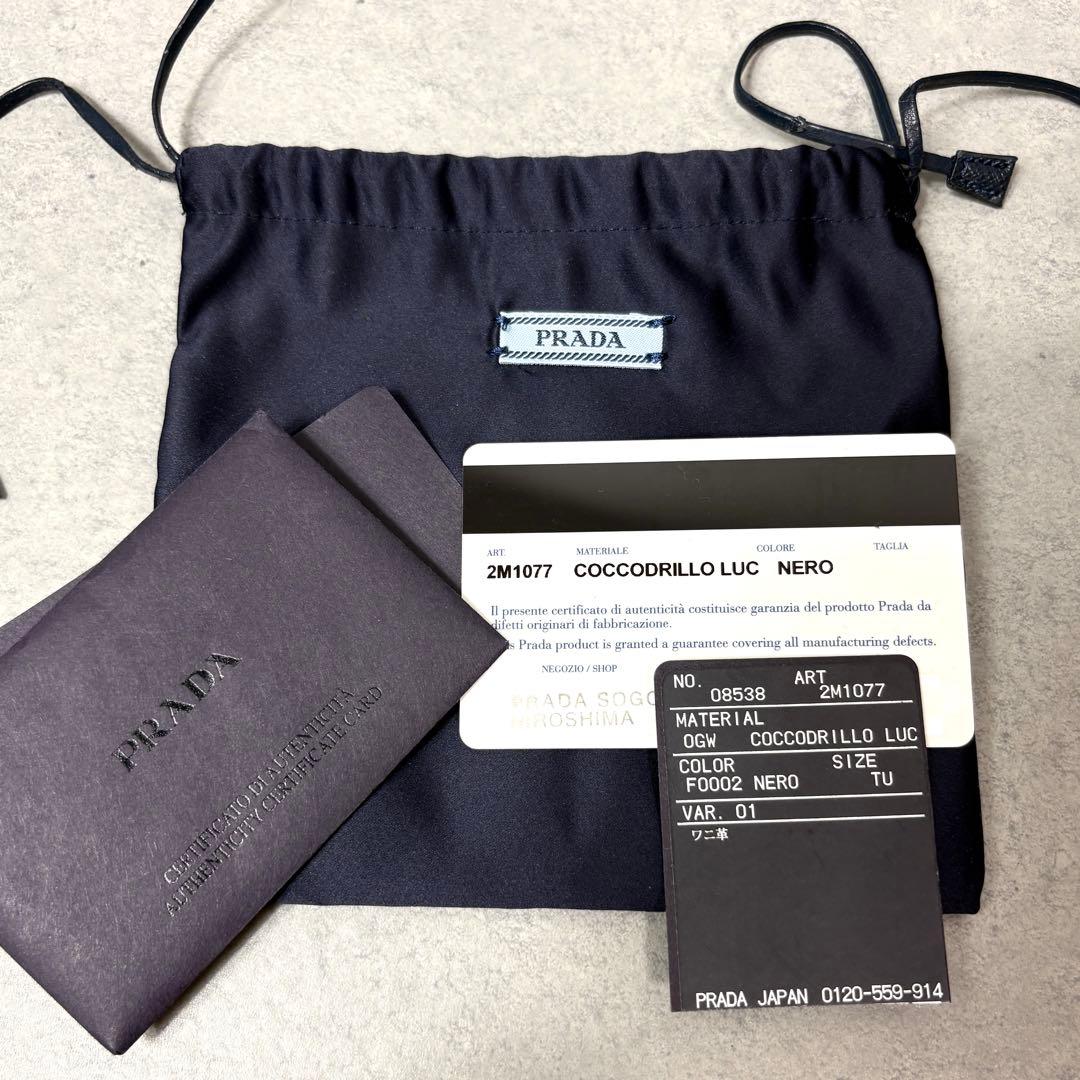 PRADA
ART. MATERIALE COLORE TAGLIA
2M1077 COCCODRILLO LUC NERO
Il presente certificato di autenticità costituisce garanzia del prodotto Prada da
difetti originari di fabbricazione.
Prada product is granted a guarantee covering all manufacturing defects.
NEGOZIO / SHOP
PRADA SOGO
HIROSHIMA
PRADA
CERTIFICATO DI AUTENTICITÀ
AUTHENTICITY CERTIFICATE CARD
NO. ART
08538 2M1077
MATERIAL
OGW COCCODRILLO LUC
COLOR SIZE
F0002 NERO TU
VAR. 01
ワニ革
PRADA JAPAN 0120-559-914